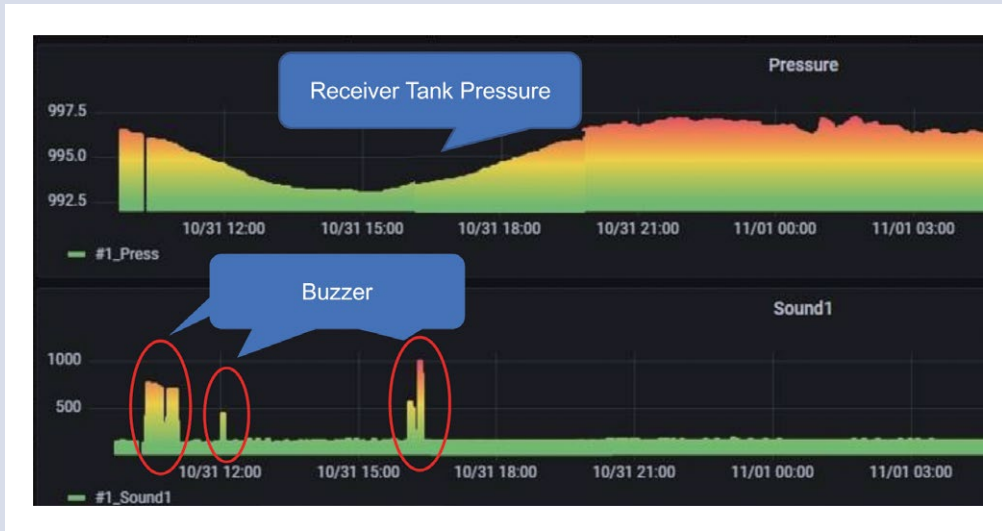 Pressure
Receiver Tank Pressure
997.5
995.0
992.5
10/31 12:00 10/31 15:00 10/31 18:00 10/31 21:00 11/01 00:00 11/01 03:00
#1_Press
Buzzer
Sound1
1000
500
10/31 12:00 10/31 15:00 10/31 18:00 10/31 21:00 11/01 00:00 11/01 03:00
#1_Sound1